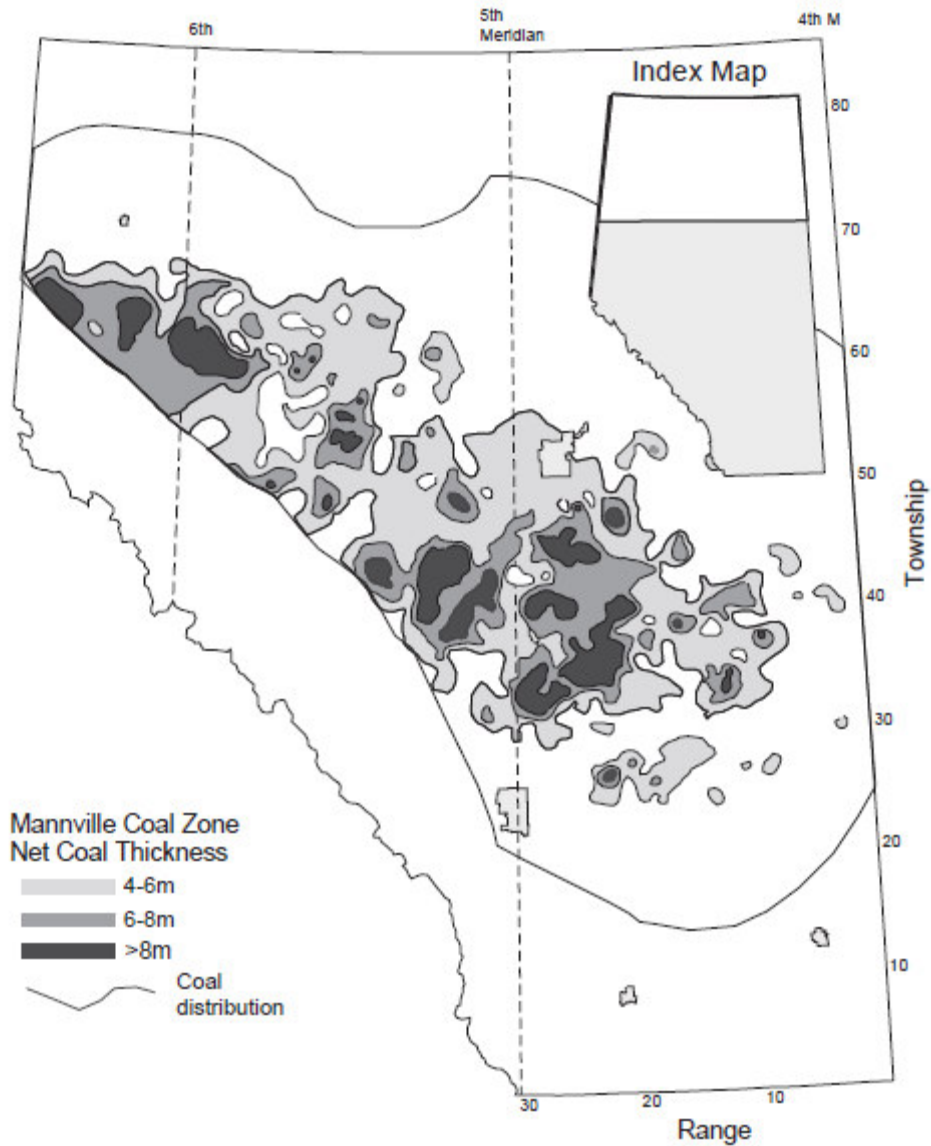 6th
5th
Meridian
4th M
Index Map
80
70
60
50
Township
40
30
20
10
Mannville Coal Zone
Net Coal Thickness
4-6m
6-8m
>8m
Coal
distribution
30
20
10
Range